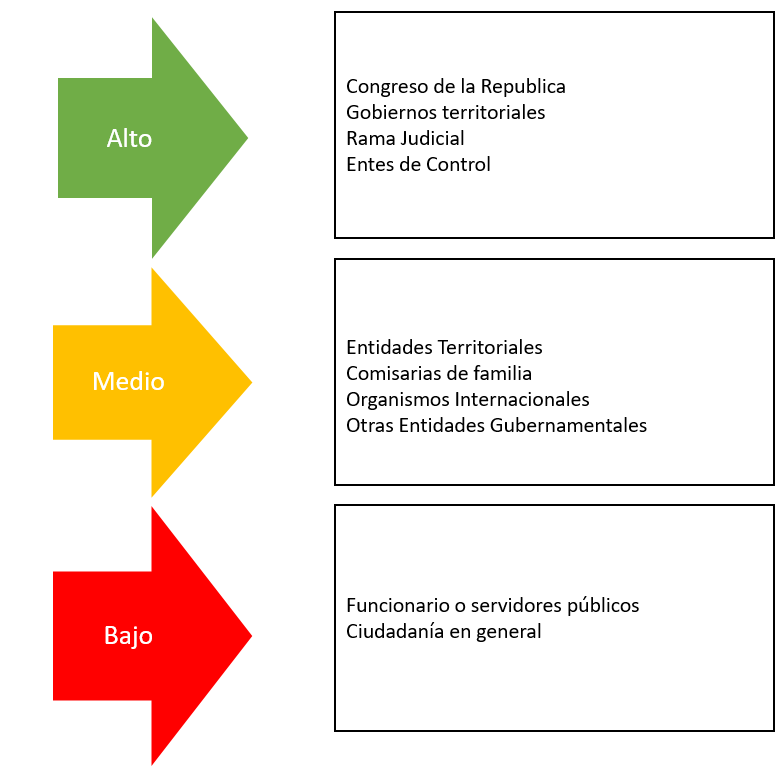 Alto
Congreso de la Republica
Gobiernos territoriales
Rama Judicial
Entes de Control
Medio
Entidades Territoriales
Comisarias de familia
Organismos Internacionales
Otras Entidades Gubernamentales
Bajo
Funcionario o servidores públicos
Ciudadanía en general